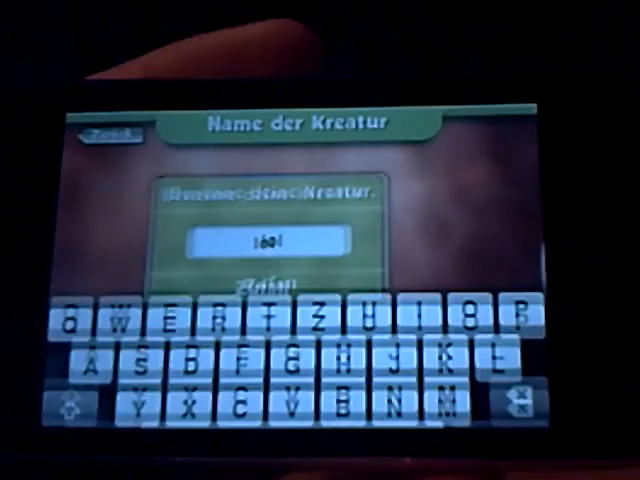 Name der Kreatur
Zurück
Benenne deine Kreatur.
Q W E R T Z U I O P
A S D F G H J K L
Y X C V B N M